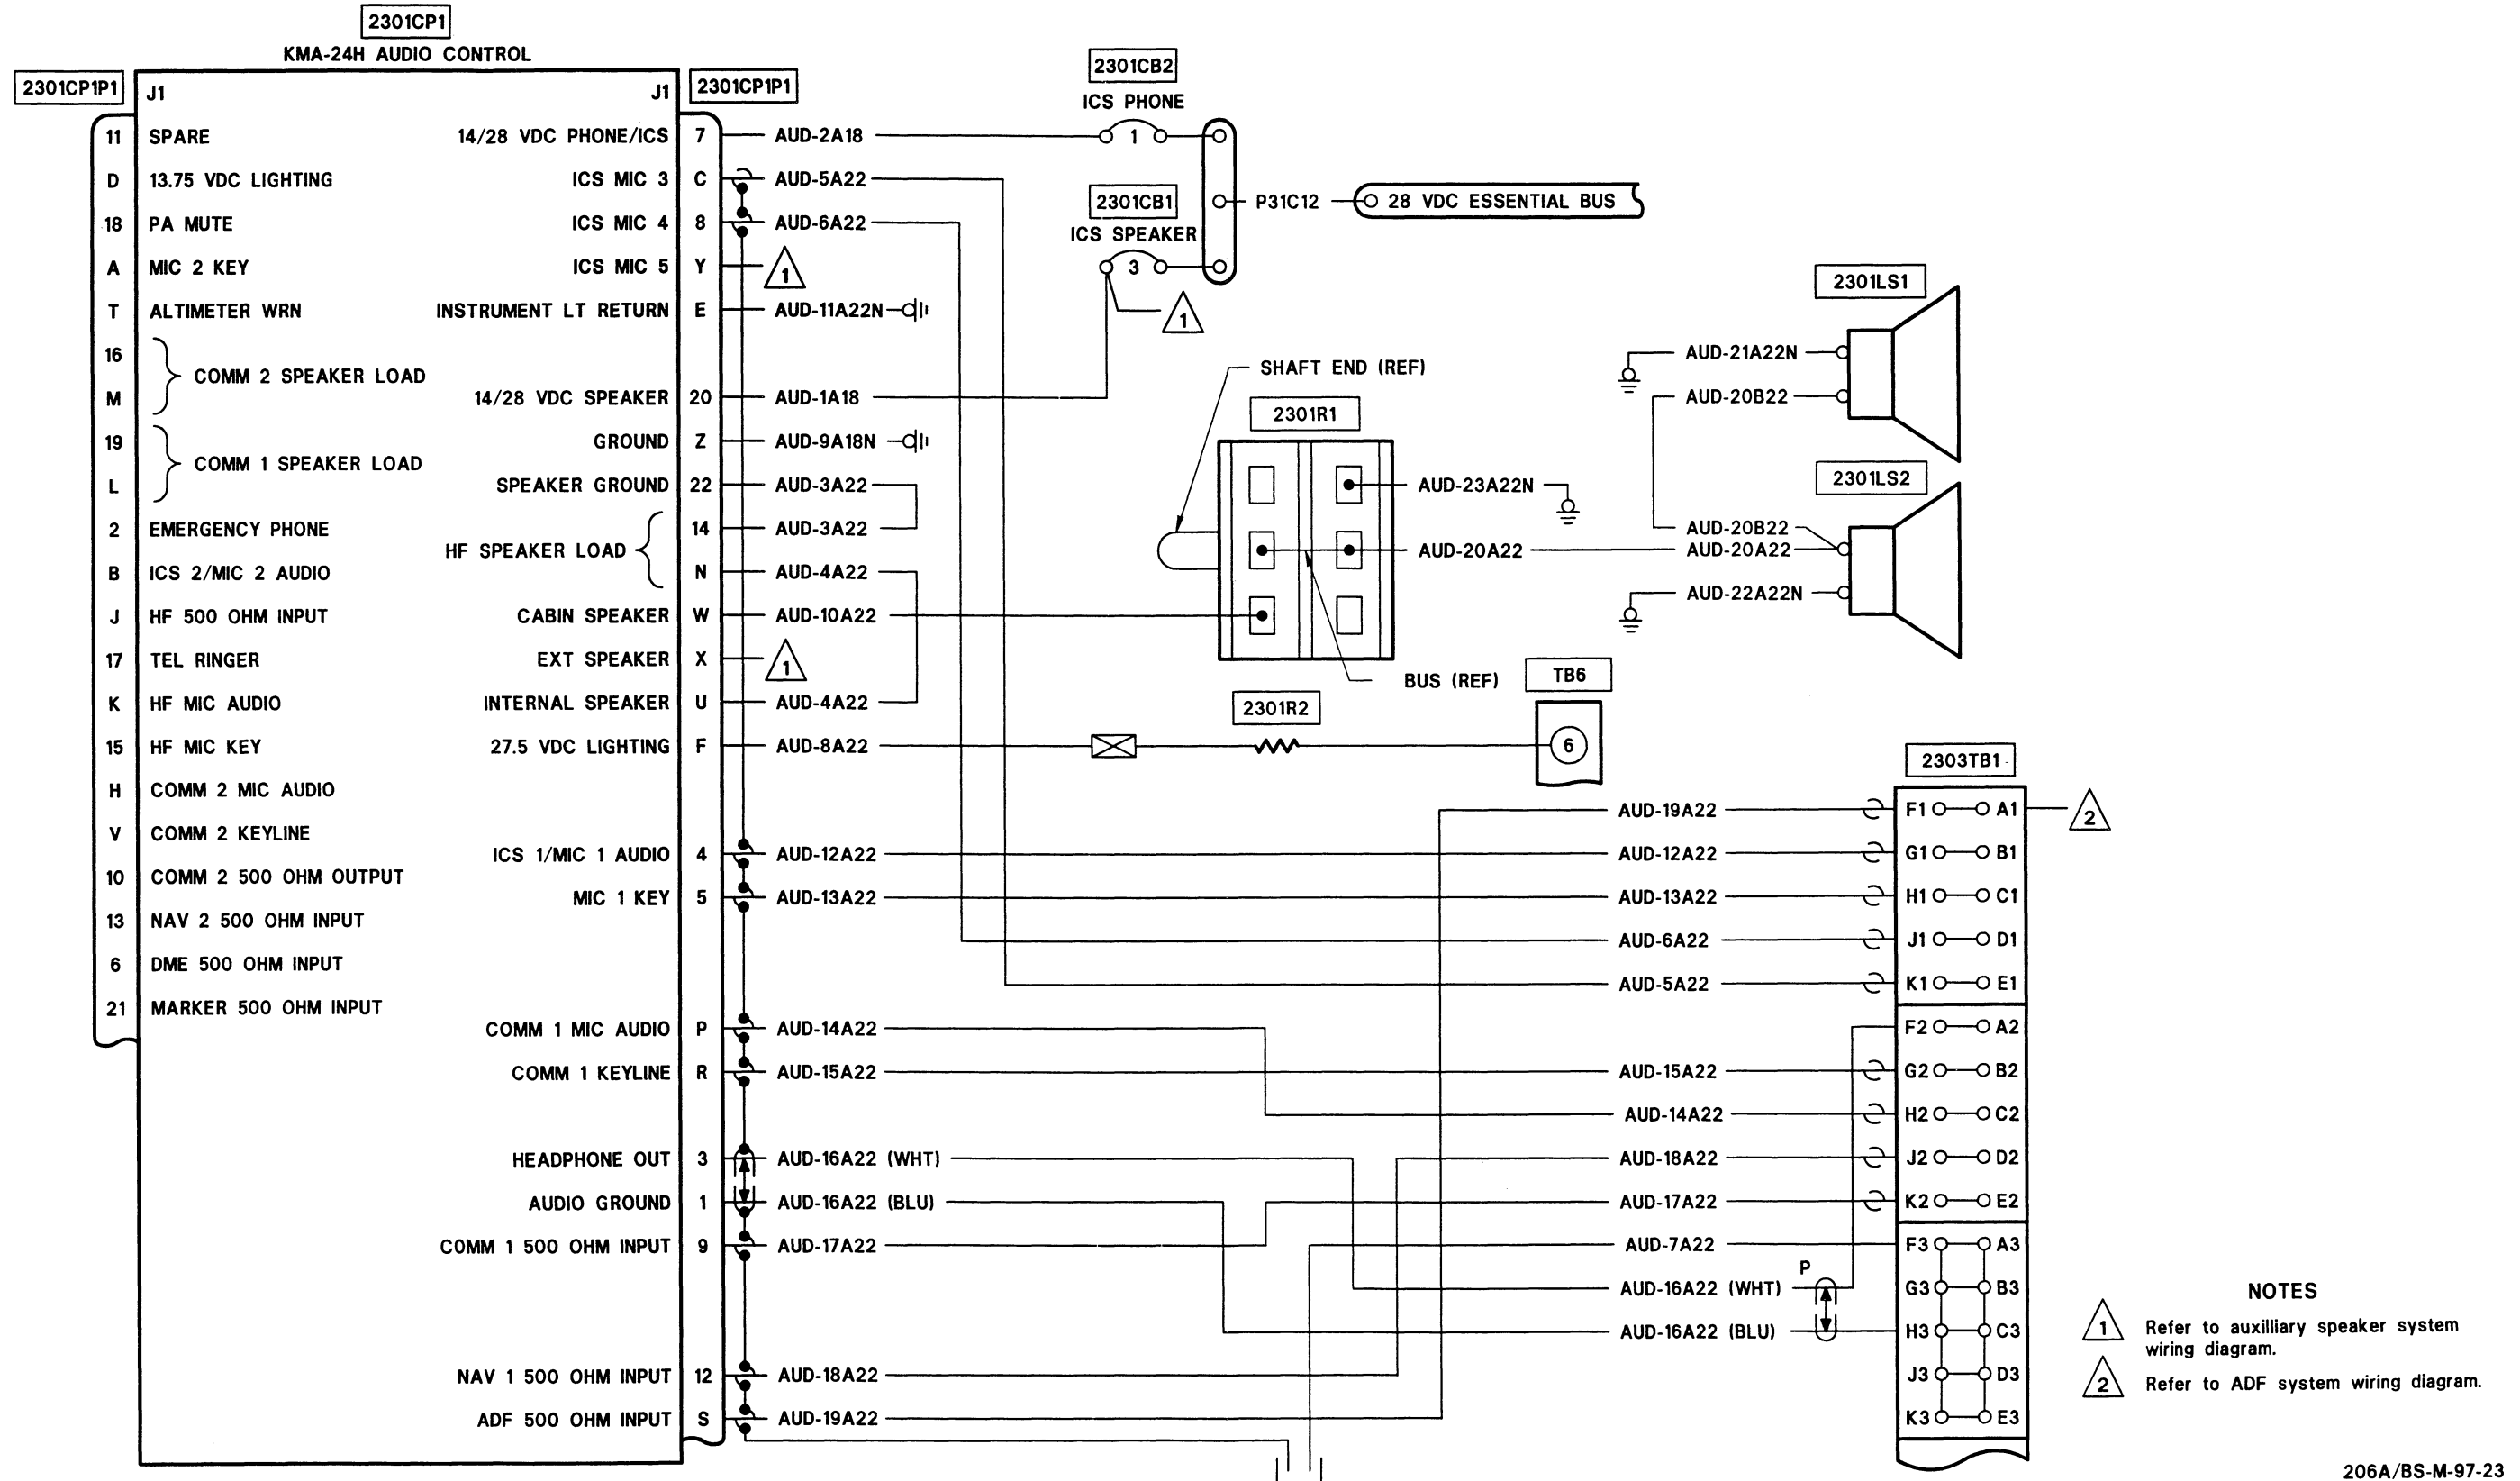 2301CP1
KMA-24H AUDIO CONTROL
2301CP1P1
J1
J1
2301CP1P1
11 SPARE
D 13.75 VDC LIGHTING
18 PA MUTE
A MIC 2 KEY
T ALTIMETER WRN
16
COMM 2 SPEAKER LOAD
M
19
COMM 1 SPEAKER LOAD
L
2 EMERGENCY PHONE
B ICS 2/MIC 2 AUDIO
J HF 500 OHM INPUT
17 TEL RINGER
K HF MIC AUDIO
15 HF MIC KEY
H COMM 2 MIC AUDIO
V COMM 2 KEYLINE
10 COMM 2 500 OHM OUTPUT
13 NAV 2 500 OHM INPUT
6 DME 500 OHM INPUT
21 MARKER 500 OHM INPUT
14/28 VDC PHONE/ICS 7 AUD-2A18
ICS MIC 3 C AUD-5A22
ICS MIC 4 8 AUD-6A22
ICS MIC 5 Y 1
INSTRUMENT LT RETURN E AUD-11A22N
14/28 VDC SPEAKER 20 AUD-1A18
GROUND Z AUD-9A18N
SPEAKER GROUND 22 AUD-3A22
14 AUD-3A22
HF SPEAKER LOAD
N AUD-4A22
CABIN SPEAKER W AUD-10A22
EXT SPEAKER X 1
INTERNAL SPEAKER U AUD-4A22
27.5 VDC LIGHTING F AUD-8A22
ICS 1/MIC 1 AUDIO 4 AUD-12A22
MIC 1 KEY 5 AUD-13A22
COMM 1 MIC AUDIO P AUD-14A22
COMM 1 KEYLINE R AUD-15A22
HEADPHONE OUT 3 AUD-16A22 (WHT)
AUDIO GROUND 1 AUD-16A22 (BLU)
COMM 1 500 OHM INPUT 9 AUD-17A22
NAV 1 500 OHM INPUT 12 AUD-18A22
ADF 500 OHM INPUT S AUD-19A22
2301CB2
ICS PHONE
1
2301CB1
ICS SPEAKER
3
1
P31C12
28 VDC ESSENTIAL BUS
SHAFT END (REF)
2301R1
AUD-23A22N
AUD-20A22
BUS (REF)
2301LS1
AUD-21A22N
AUD-20B22
2301LS2
AUD-20B22
AUD-20A22
AUD-22A22N
2301R2
TB6
6
2303TB1
AUD-19A22 F1 A1 2
AUD-12A22 G1 B1
AUD-13A22 H1 C1
AUD-6A22 J1 D1
AUD-5A22 K1 E1
F2 A2
AUD-15A22 G2 B2
AUD-14A22 H2 C2
AUD-18A22 J2 D2
AUD-17A22 K2 E2
AUD-7A22 F3 A3
P
AUD-16A22 (WHT) G3 B3
AUD-16A22 (BLU) H3 C3
J3 D3
K3 E3
NOTES
1 Refer to auxilliary speaker system
wiring diagram.
2 Refer to ADF system wiring diagram.
206A/BS-M-97-23